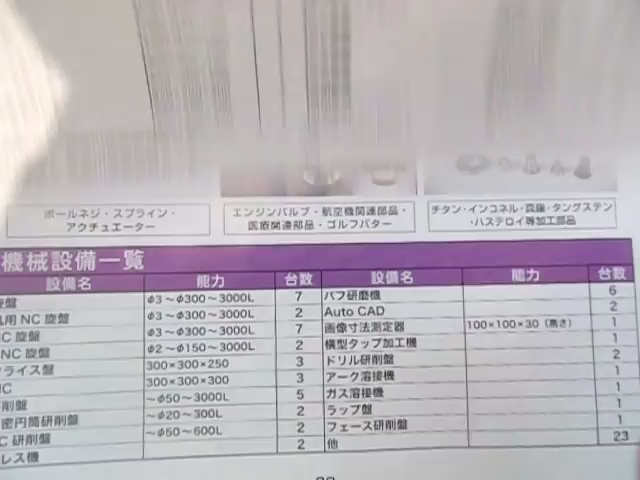 ボールネジ・スプライン・
アクチュエーター
エンジンバルブ・航空機関連部品・
医療関連部品・ゴルフパター
チタン・インコネル・真鍮・タングステン
・ハステロイ等加工部品
機械設備一覧
設備名 能力 台数 設備名 能力 台数
旋盤 Φ3～Φ300～3000L 7 バフ研磨機 6
用NC旋盤 Φ3～Φ300～3000L 2 Auto CAD 2
NC旋盤 Φ3～Φ300～3000L 7 画像寸法測定器 100×100×30（高さ） 1
NC旋盤 Φ2～Φ150～3000L 2 横型タップ加工機 1
フライス盤 300×300×250 3 ドリル研削盤 2
300×300×300 3 アーク溶接機 1
研削盤 ～Φ50～3000L 5 ガス溶接機 1
密円筒研削盤 ～Φ20～300L 2 ラップ盤 1
研削盤 ～Φ50～600L 2 フェース研削盤 1
レス機 2 他 23